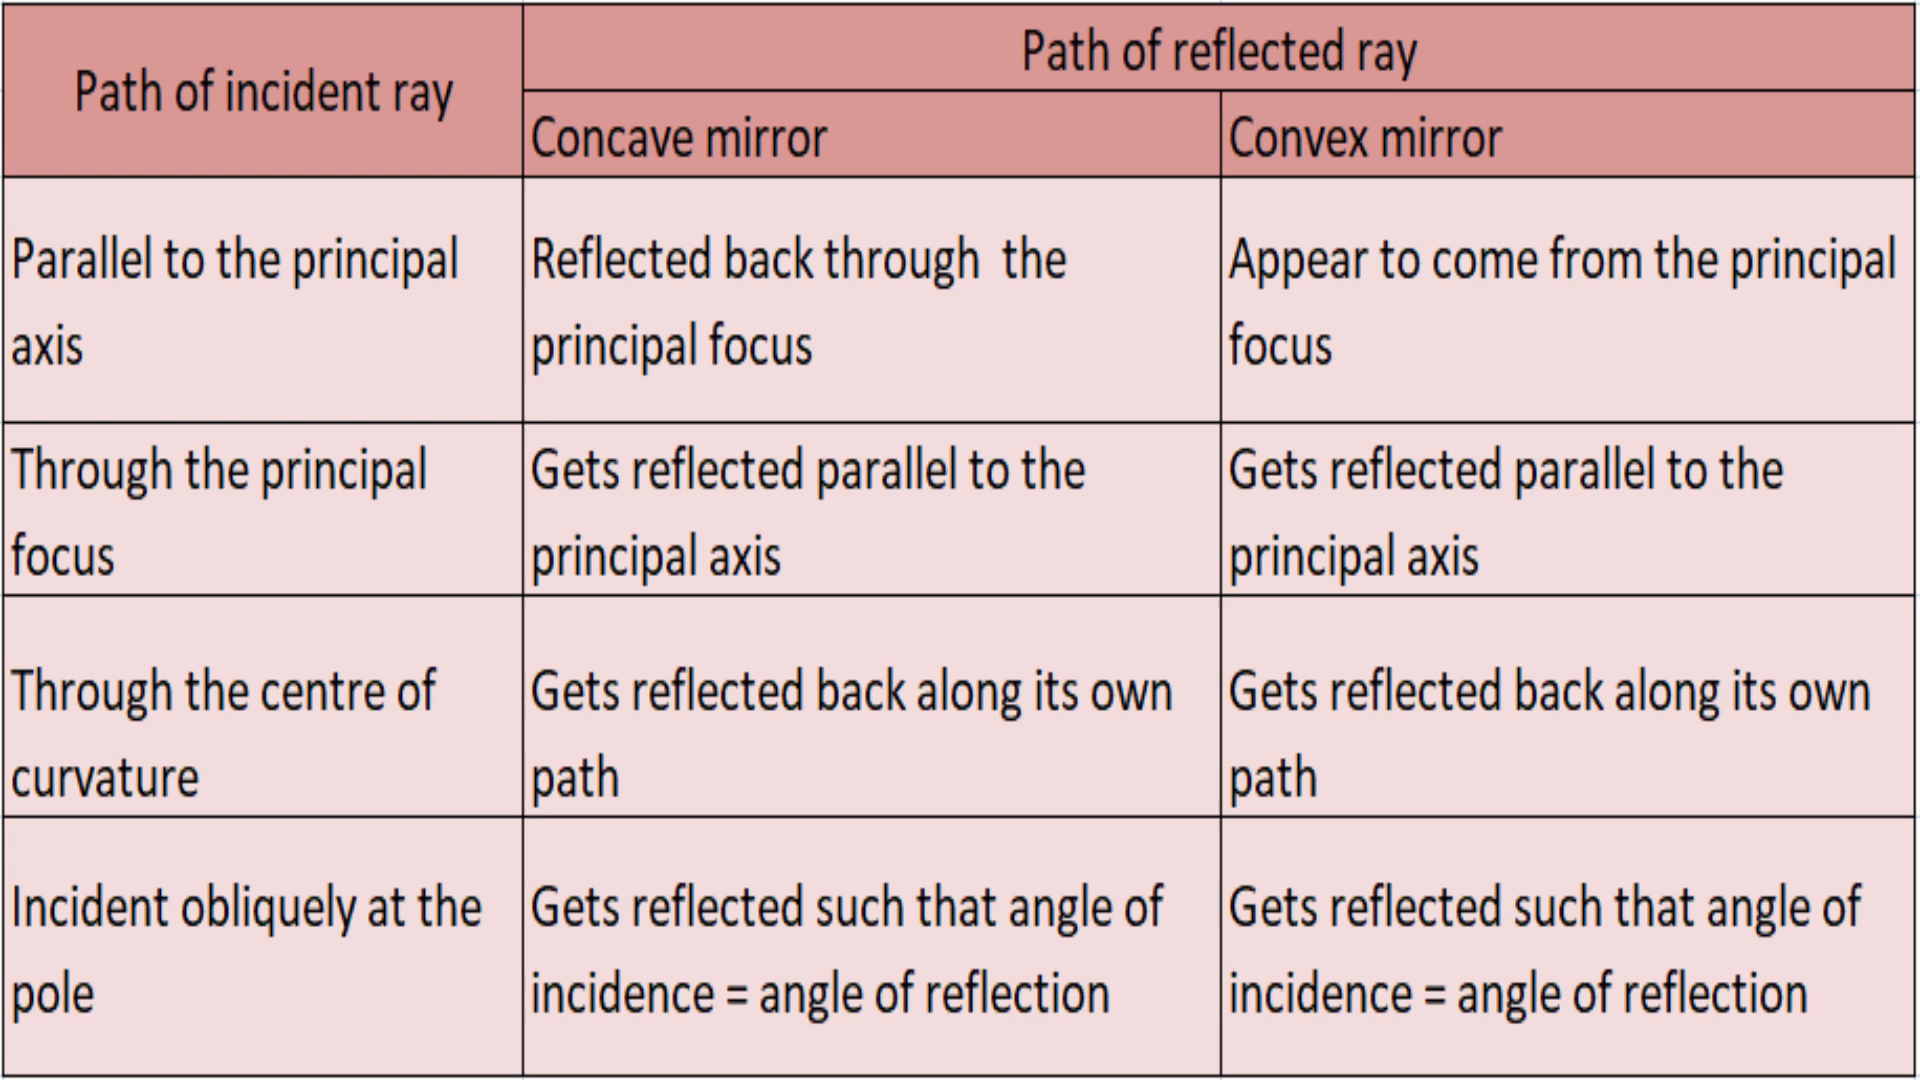 Path of incident ray
Path of reflected ray
Concave mirror
Convex mirror
Parallel to the principal
axis
Reflected back through the
principal focus
Appear to come from the principal
focus
Through the principal
focus
Gets reflected parallel to the
principal axis
Gets reflected parallel to the
principal axis
Through the centre of
curvature
Gets reflected back along its own
path
Gets reflected back along its own
path
Incident obliquely at the
pole
Gets reflected such that angle of
incidence = angle of reflection
Gets reflected such that angle of
incidence = angle of reflection